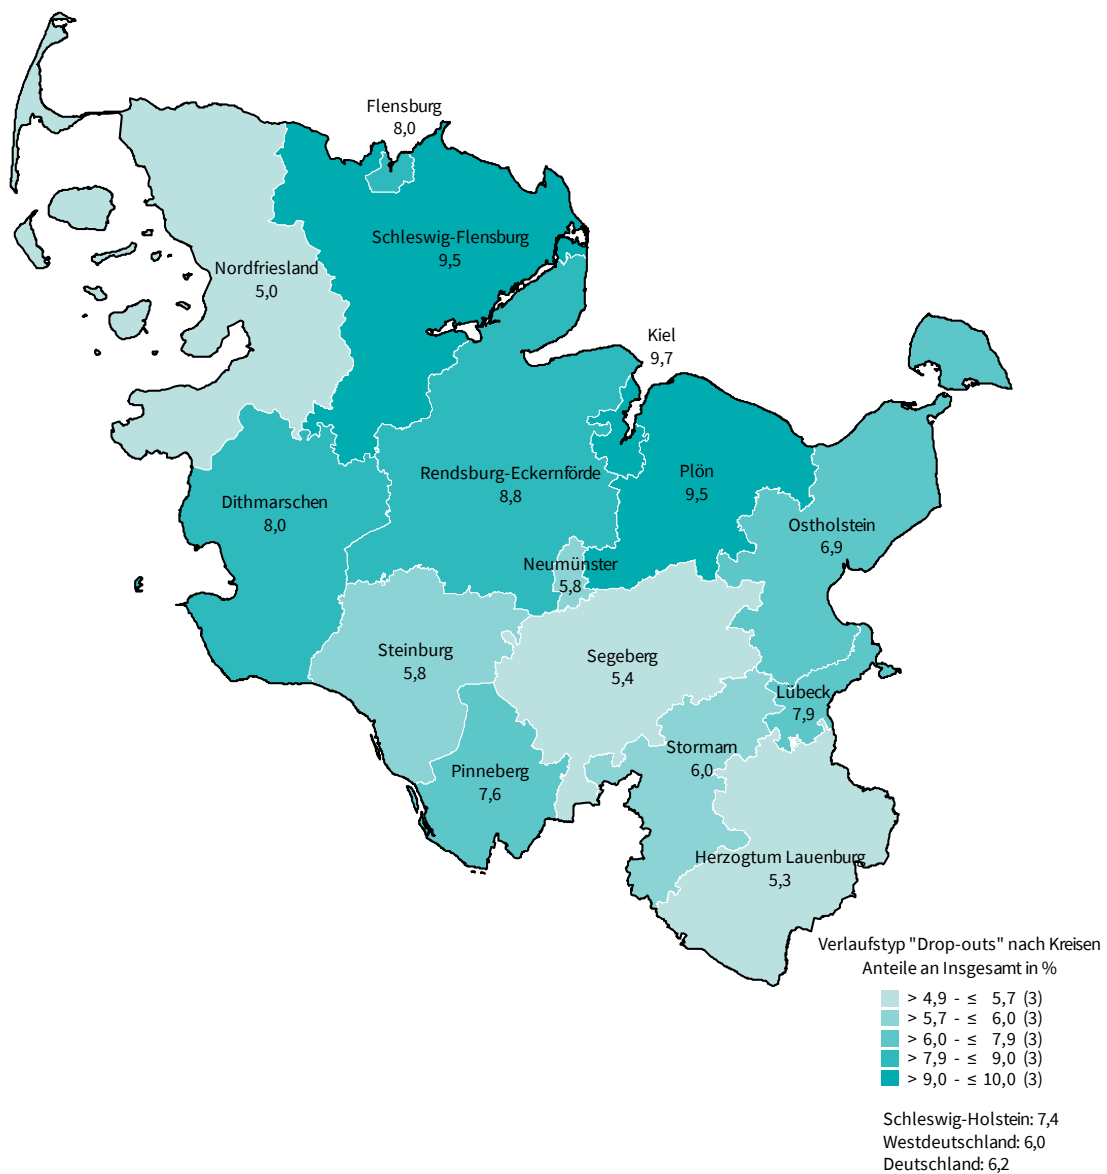 Flensburg
8,0
Schleswig-Flensburg
9,5
Nordfriesland
5,0
Kiel
9,7
Rendsburg-Eckernförde
8,8
Plön
9,5
Dithmarschen
8,0
Ostholstein
6,9
Neumünster
5,8
Steinburg
5,8
Segeberg
5,4
Lübeck
7,9
Stormarn
6,0
Pinneberg
7,6
Herzogtum Lauenburg
5,3
Verlaufstyp "Drop-outs" nach Kreisen
Anteile an Insgesamt in %
> 4,9 - ≤ 5,7 (3)
> 5,7 - ≤ 6,0 (3)
> 6,0 - ≤ 7,9 (3)
> 7,9 - ≤ 9,0 (3)
> 9,0 - ≤ 10,0 (3)
Schleswig-Holstein: 7,4
Westdeutschland: 6,0
Deutschland: 6,2